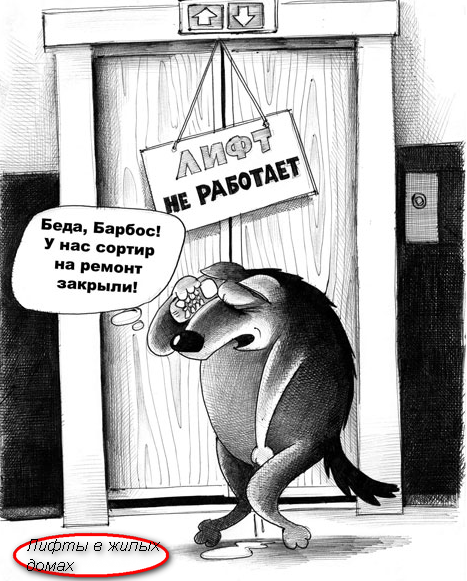 ЛИФТ
НЕ РАБОТАЕТ
Беда, Барбос!
У нас сортир
на ремонт
закрыли!
Лифты в жилых
домах